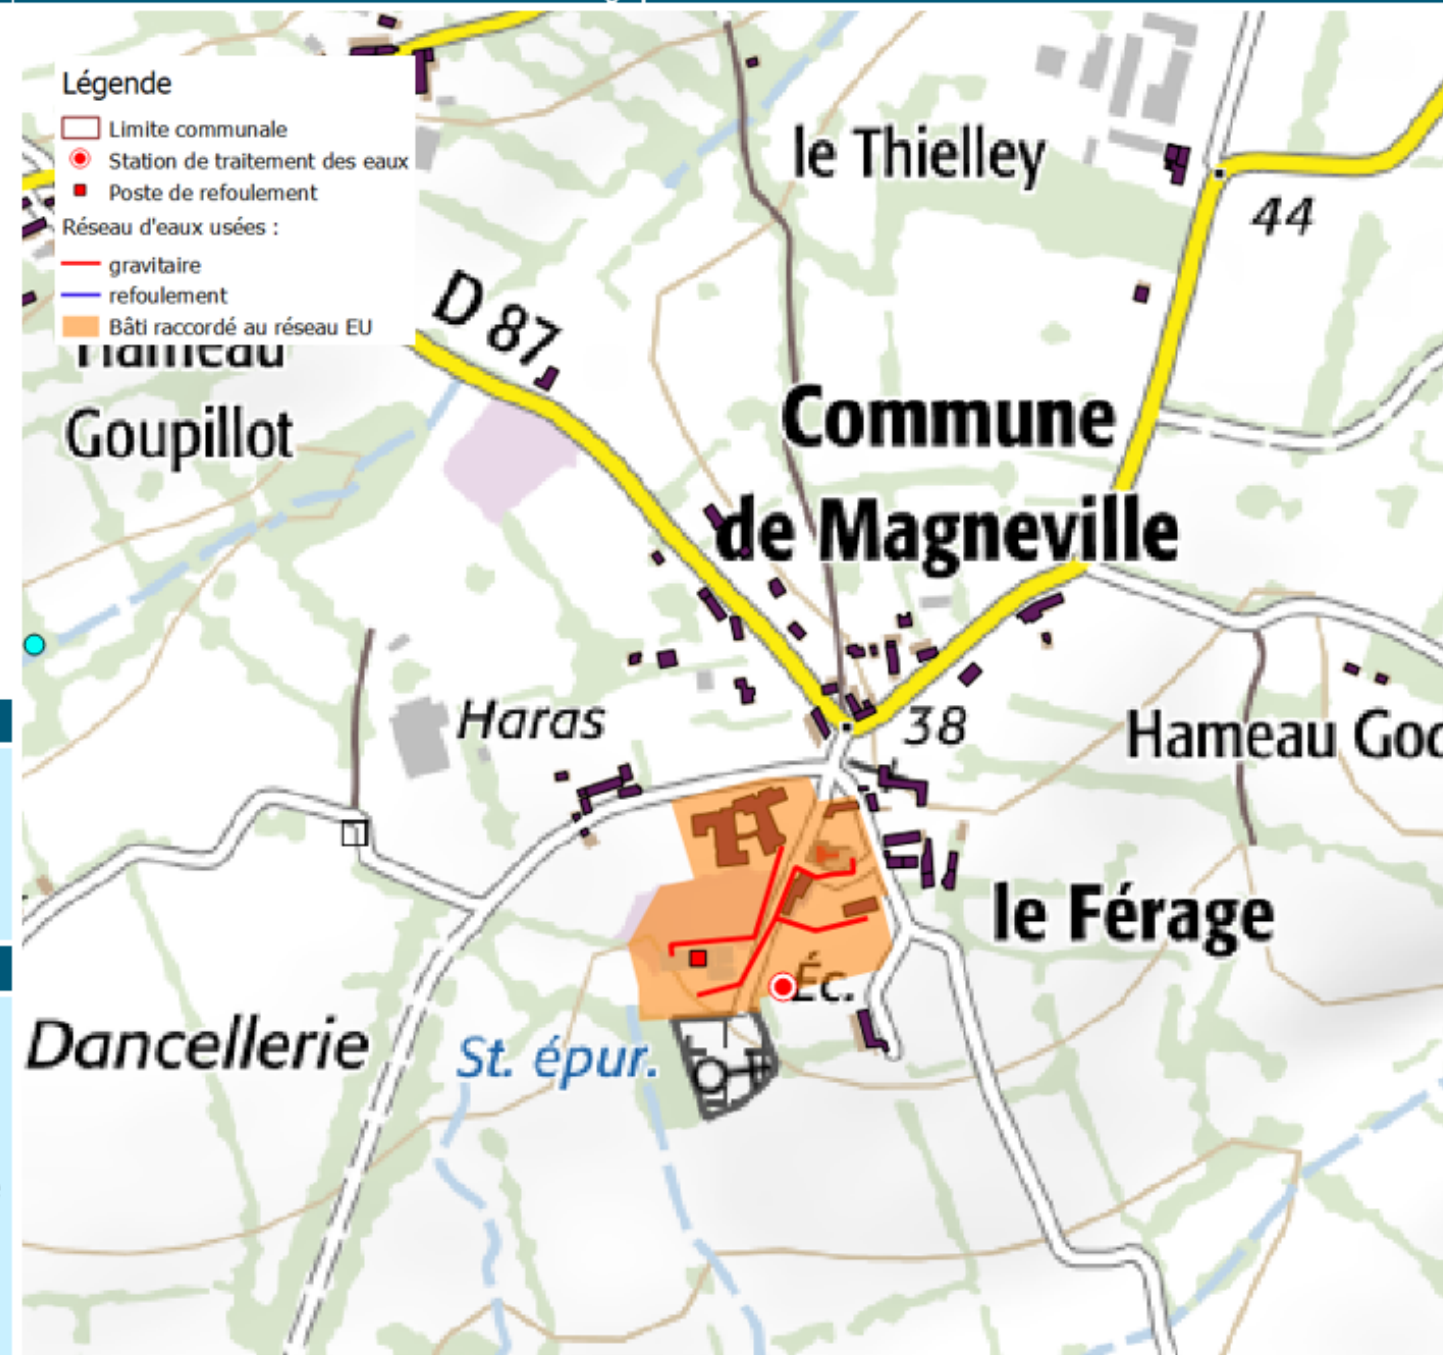 Légende
Limite communale
Station de traitement des eaux
Poste de refoulement
Réseau d'eaux usées :
gravitaire
refoulement
Bâti raccordé au réseau EU
le Thielley
44
D 87
Hameau
Goupillot
Commune
de Magneville
Haras
38
Hameau God
le Férage
Éc.
Dancellerie
St. épur.